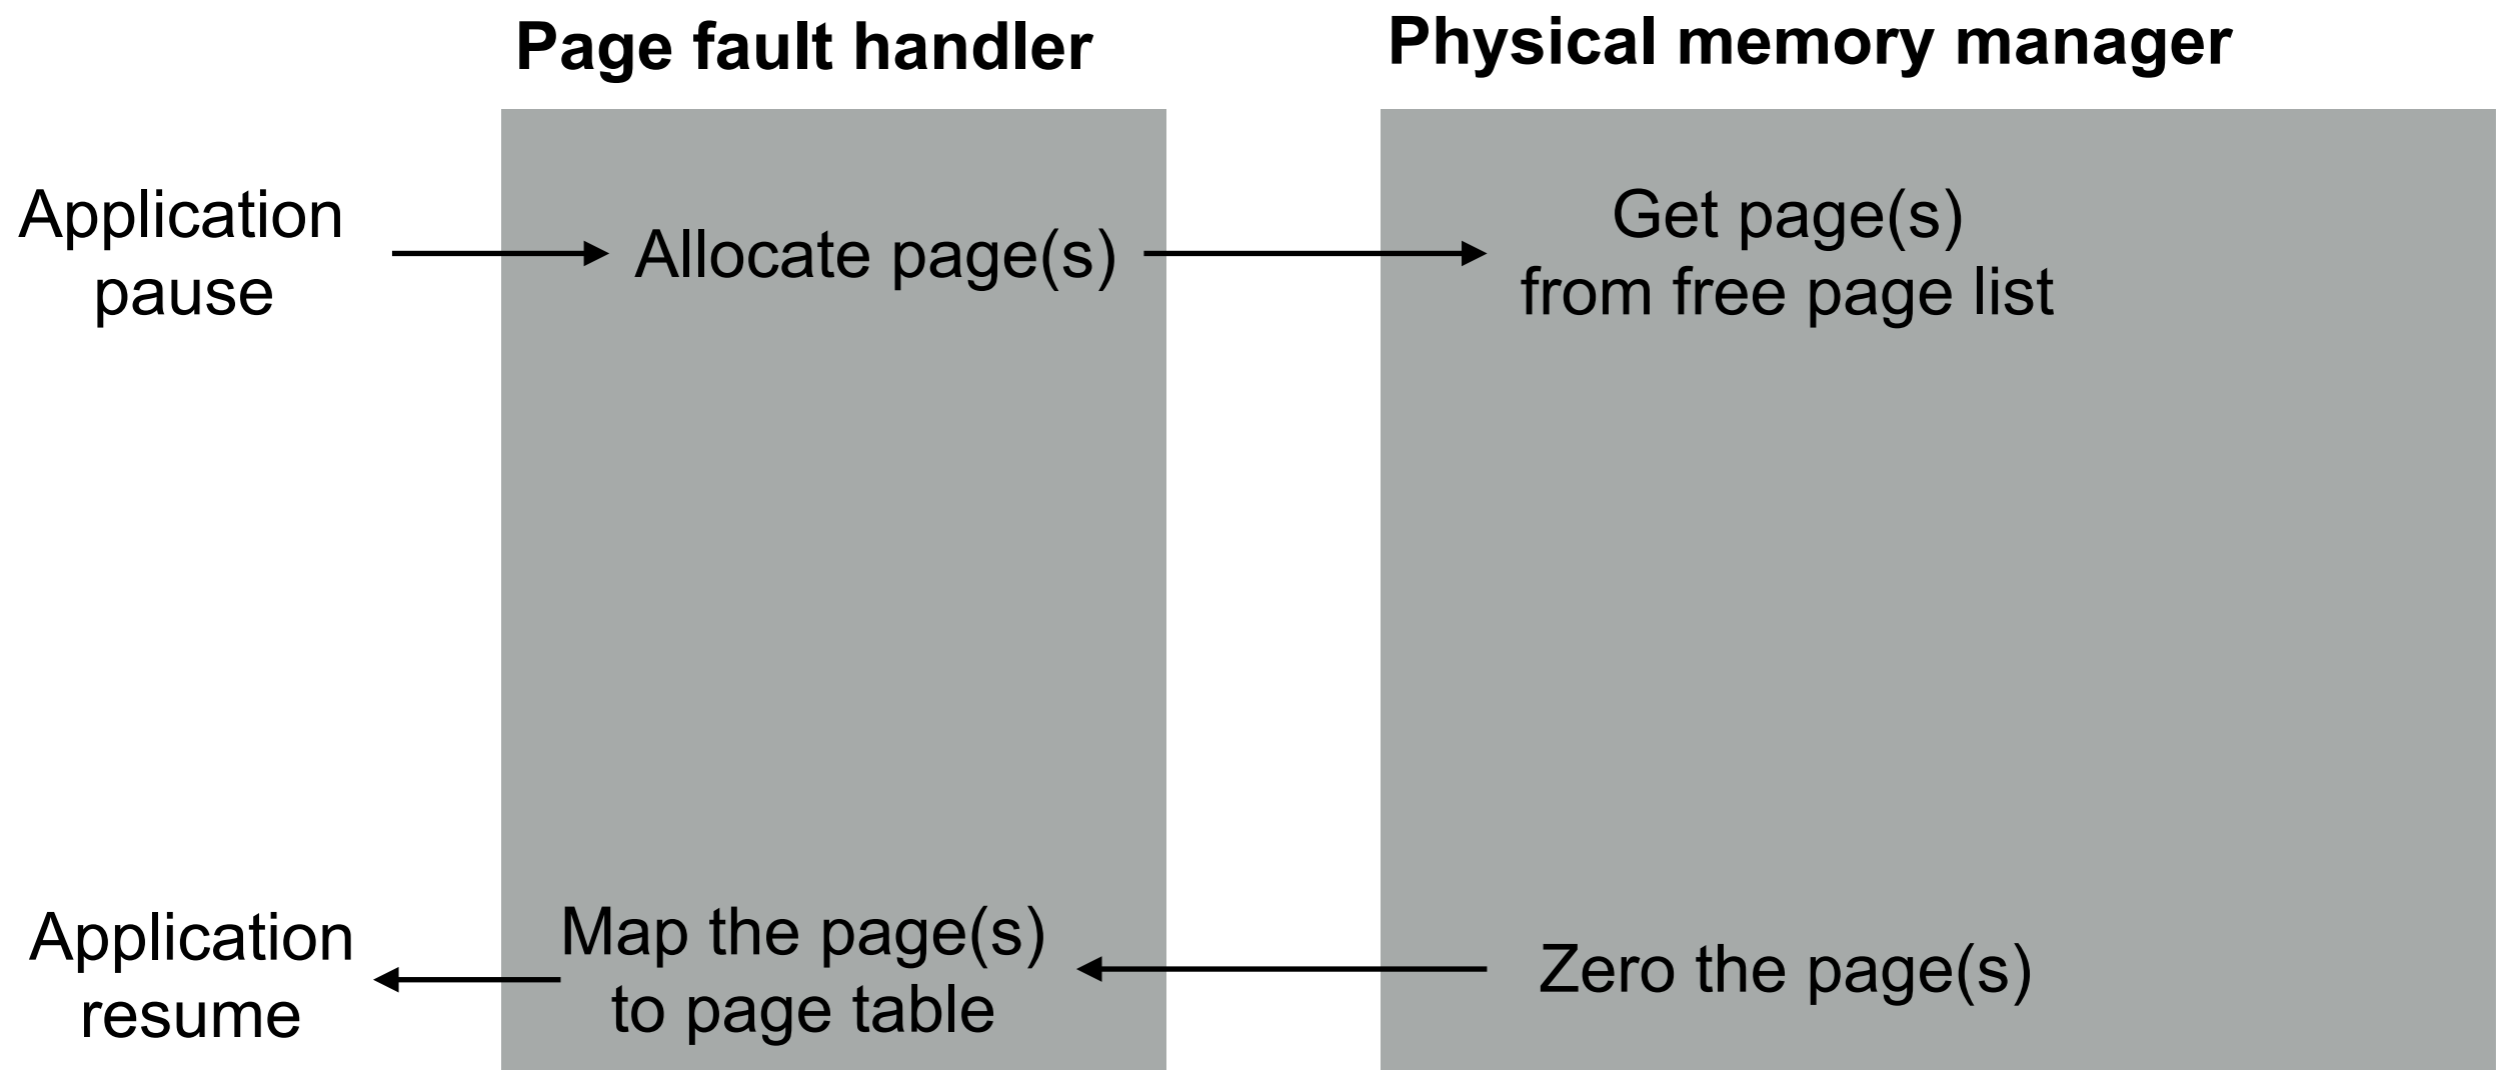 Page fault handler
Physical memory manager
Application
pause
Allocate page(s)
Get page(s)
from free page list
Application
resume
Map the page(s)
to page table
Zero the page(s)